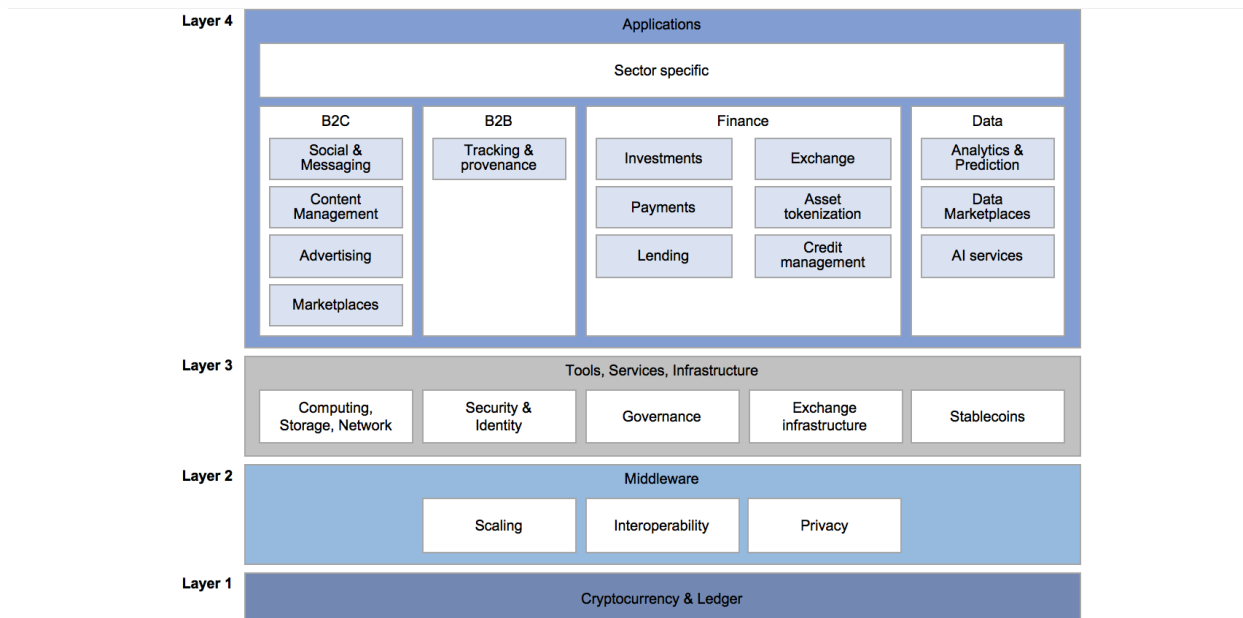 Layer 4
Applications
Sector specific
B2C
Social &
Messaging
Content
Management
Advertising
Marketplaces
B2B
Tracking &
provenance
Finance
Investments
Exchange
Payments
Asset
tokenization
Lending
Credit
management
Data
Analytics &
Prediction
Data
Marketplaces
AI services
Layer 3
Tools, Services, Infrastructure
Computing,
Storage, Network
Security &
Identity
Governance
Exchange
infrastructure
Stablecoins
Layer 2
Middleware
Scaling
Interoperability
Privacy
Layer 1
Cryptocurrency & Ledger